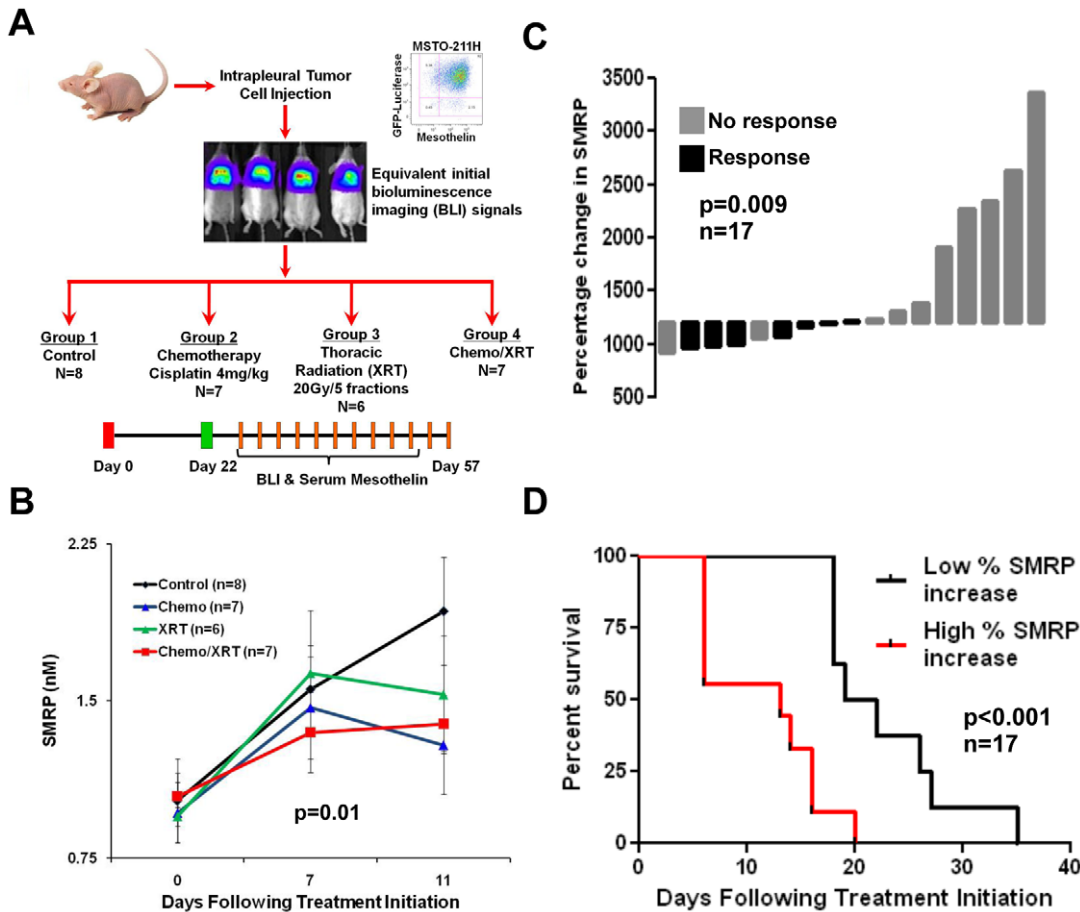 A
Intrapleural Tumor
Cell Injection
MSTO-211H
GFP-Luciferase
Mesothelin
Equivalent initial
bioluminescence
imaging (BLI) signals
Group 1
Control
N=8
Group 2
Chemotherapy
Cisplatin 4mg/kg
N=7
Group 3
Thoracic
Radiation (XRT)
20Gy/5 fractions
N=6
Group 4
Chemo/XRT
N=7
Day 0
Day 22
BLI & Serum Mesothelin
Day 57
B
SMRP (nM)
2.25
1.5
0.75
Control (n=8)
Chemo (n=7)
XRT (n=6)
Chemo/XRT (n=7)
p=0.01
0 7 11
Days Following Treatment Initiation
C
Percentage change in SMRP
3500
3000
2500
2000
1500
1000
500
No response
Response
p=0.009
n=17
D
Percent survival
100
75
50
25
0
Low % SMRP
increase
High % SMRP
increase
p<0.001
n=17
0 10 20 30 40
Days Following Treatment Initiation